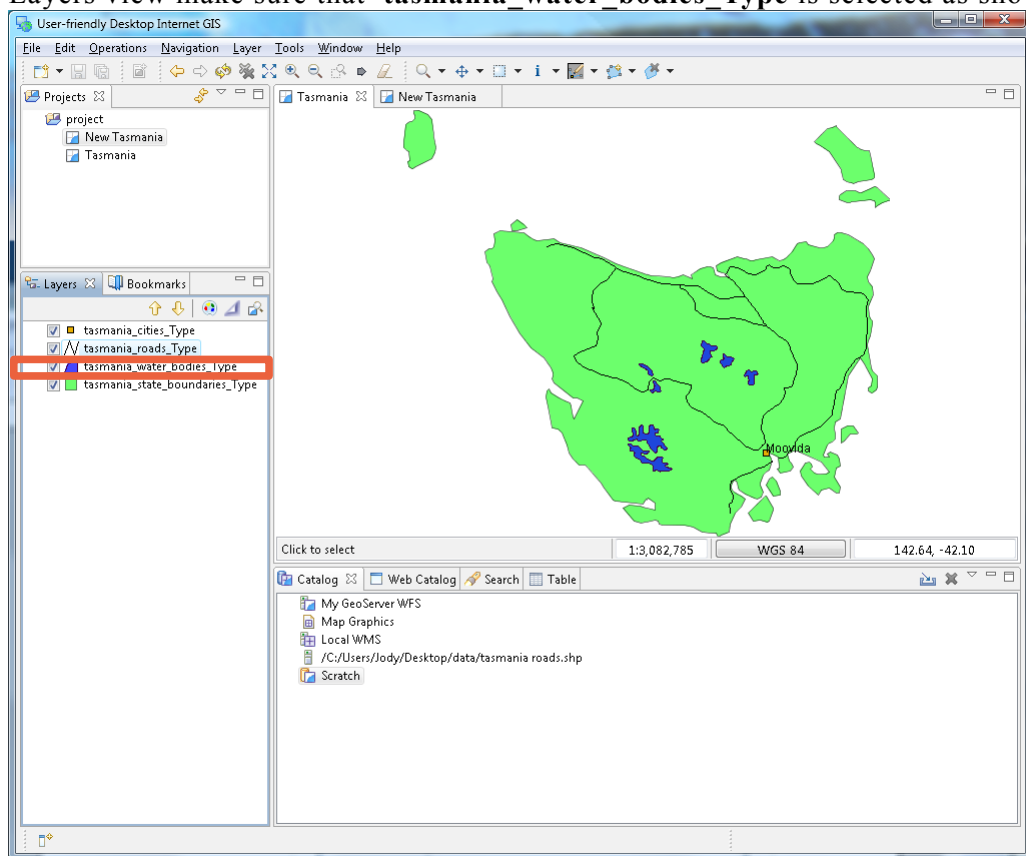 Layers view make sure that tasmania_water_bodies_Type is selected as sho
User-friendly Desktop Internet GIS
File Edit Operations Navigation Layer Tools Window Help
Projects
project
New Tasmania
Tasmania
Layers Bookmarks
tasmania_cities_Type
tasmania_roads_Type
tasmania_water_bodies_Type
tasmania_state_boundaries_Type
Tasmania New Tasmania
Moovida
Click to select 1:3,082,785 WGS 84 142.64, -42.10
Catalog Web Catalog Search Table
My GeoServer WFS
Map Graphics
Local WMS
/C:/Users/Jody/Desktop/data/tasmania roads.shp
Scratch